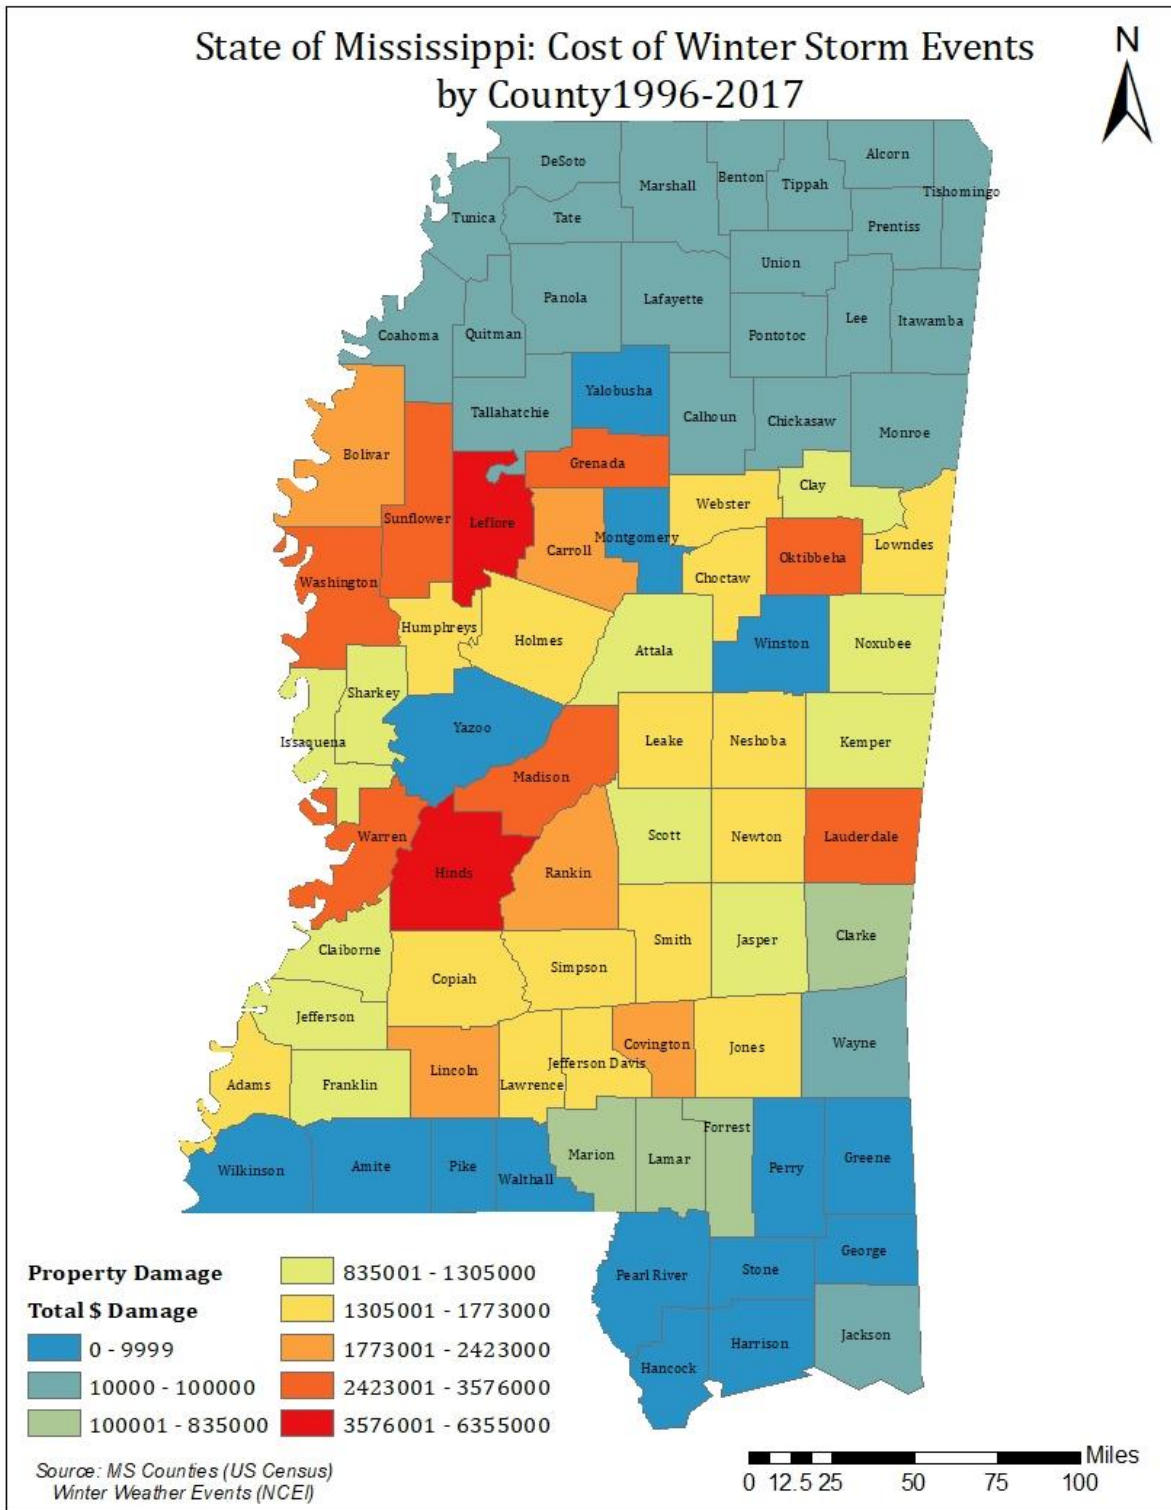 State of Mississippi: Cost of Winter Storm Events
by County1996-2017
N
DeSoto
Marshall
Benton
Tippah
Alcorn
Tishomingo
Tunica
Tate
Prentiss
Union
Panola
Lafayette
Coahoma
Quitman
Pontotoc
Lee
Itawamba
Yalobusha
Tallahatchie
Calhoun
Chickasaw
Monroe
Bolivar
Grenada
Clay
Sunflower
Leflore
Webster
Carroll
Montgomery
Lowndes
Oktibbeha
Washington
Choctaw
Humphreys
Holmes
Attala
Winston
Noxubee
Sharkey
Issaquena
Yazoo
Leake
Neshoba
Kemper
Madison
Warren
Scott
Newton
Lauderdale
Hinds
Rankin
Claiborne
Smith
Jasper
Clarke
Copiah
Simpson
Jefferson
Covington
Jones
Wayne
Adams
Franklin
Lincoln
Lawrence
Jefferson Davis
Forrest
Wilkinson
Amite
Pike
Walthall
Marion
Lamar
Perry
Greene
George
Pearl River
Stone
Hancock
Harrison
Jackson
Property Damage
Total $ Damage
0 - 9999
10000 - 100000
100001 - 835000
835001 - 1305000
1305001 - 1773000
1773001 - 2423000
2423001 - 3576000
3576001 - 6355000
Source: MS Counties (US Census)
Winter Weather Events (NCEI)
Miles
0 12.5 25 50 75 100